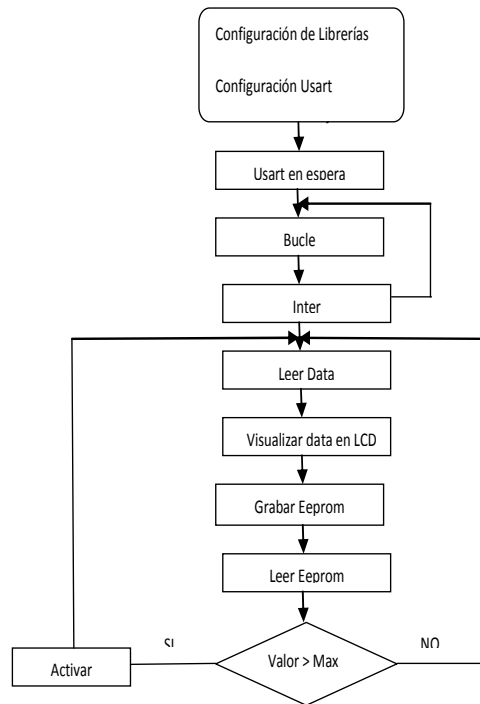 Configuración de Librerías
Configuración Usart
Usart en espera
Bucle
Inter
Leer Data
Visualizar data en LCD
Grabar Eeprom
Leer Eeprom
SI
Valor > Max
NO
Activar